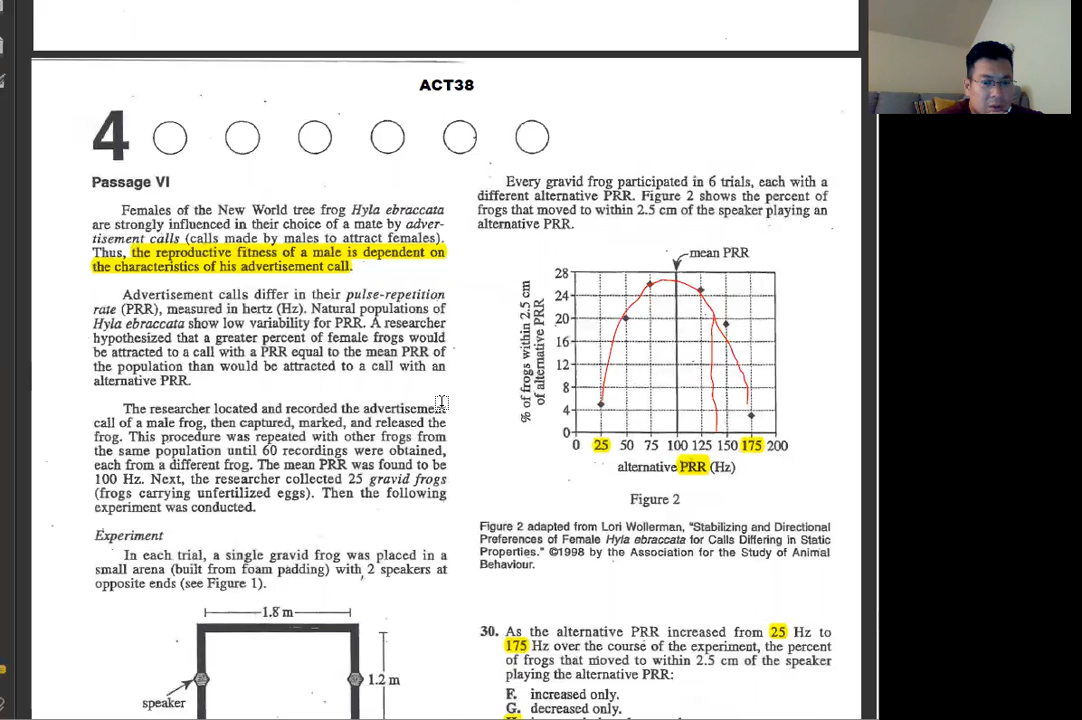 ACT38
4
Passage VI
Females of the New World tree frog Hyla ebraccata
are strongly influenced in their choice of a mate by adver-
tisement calls (calls made by males to attract females).
Thus, the reproductive fitness of a male is dependent on
the characteristics of his advertisement call.
Advertisement calls differ in their pulse-repetition
rate (PRR), measured in hertz (Hz). Natural populations of
Hyla ebraccata show low variability for PRR. A researcher
hypothesized that a greater percent of female frogs would
be attracted to a call with a PRR equal to the mean PRR of
the population than would be attracted to a call with an
alternative PRR.
The researcher located and recorded the advertisement
call of a male frog, then captured, marked, and released the
frog. This procedure was repeated with other frogs from
the same population until 60 recordings were obtained,
each from a different frog. The mean PRR was found to be
100 Hz. Next, the researcher collected 25 gravid frogs
(frogs carrying unfertilized eggs). Then the following
experiment was conducted.
Experiment
In each trial, a single gravid frog was placed in a
small arena (built from foam padding) with 2 speakers at
opposite ends (see Figure 1).
1.8 m
1.2 m
speaker
Every gravid frog participated in 6 trials, each with a
different alternative PRR. Figure 2 shows the percent of
frogs that moved to within 2.5 cm of the speaker playing an
alternative PRR.
mean PRR
% of frogs within 2.5 cm
of alternative PRR
28
24
20
16
12
8
4
0
0 25 50 75 100 125 150 175 200
alternative PRR (Hz)
Figure 2
Figure 2 adapted from Lori Wollerman, "Stabilizing and Directional
Preferences of Female Hyla ebraccata for Calls Differing in Static
Properties." ©1998 by the Association for the Study of Animal
Behaviour.
30. As the alternative PRR increased from 25 Hz to
175 Hz over the course of the experiment, the percent
of frogs that moved to within 2.5 cm of the speaker
playing the alternative PRR:
F. increased only.
G. decreased only.